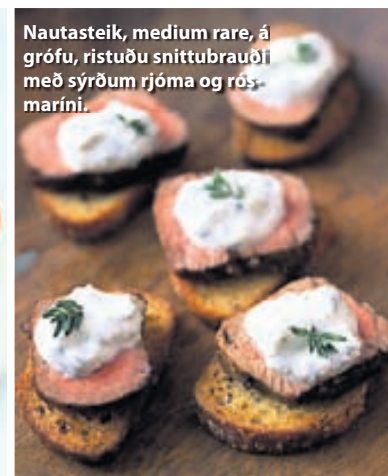 Nautasteik, medium rare, á
grófu, ristuðu snittubrauði
með sýrðum rjóma og rós-
maríni.